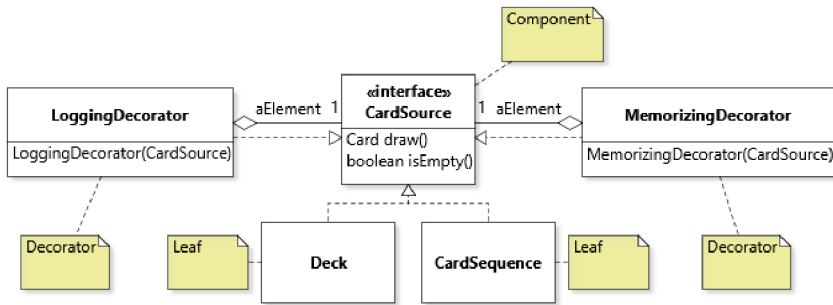 Component
«interface»
CardSource
Card draw()
boolean isEmpty()
LoggingDecorator
LoggingDecorator(CardSource)
aElement 1
1 aElement
MemorizingDecorator
MemorizingDecorator(CardSource)
Decorator
Leaf
Deck
CardSequence
Leaf
Decorator